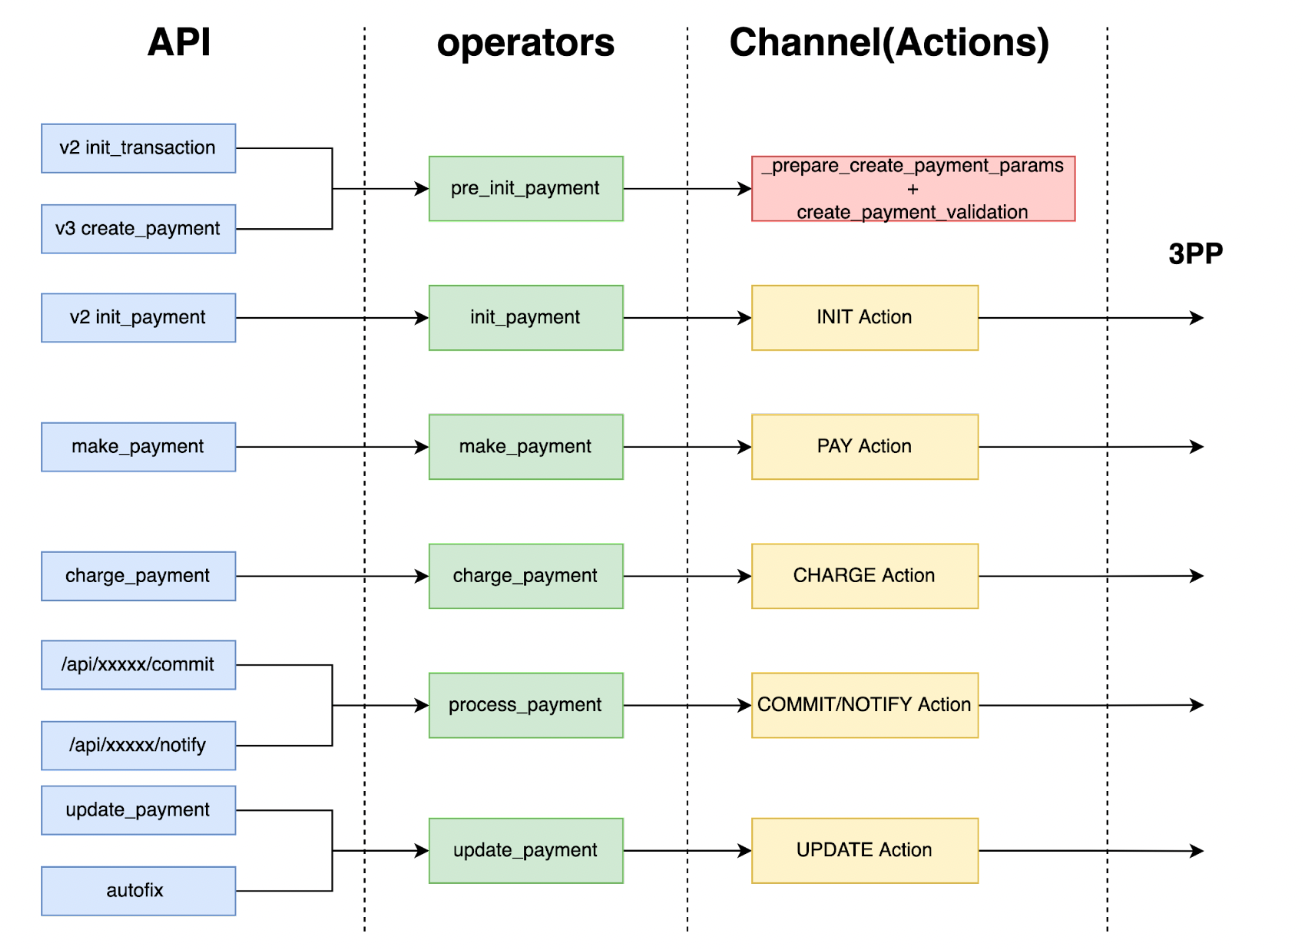 API
operators
Channel(Actions)
v2 init_transaction
v3 create_payment
pre_init_payment
_prepare_create_payment_params
+
create_payment_validation
3PP
v2 init_payment
init_payment
INIT Action
make_payment
make_payment
PAY Action
charge_payment
charge_payment
CHARGE Action
/api/xxxxx/commit
/api/xxxxx/notify
process_payment
COMMIT/NOTIFY Action
update_payment
autofix
update_payment
UPDATE Action